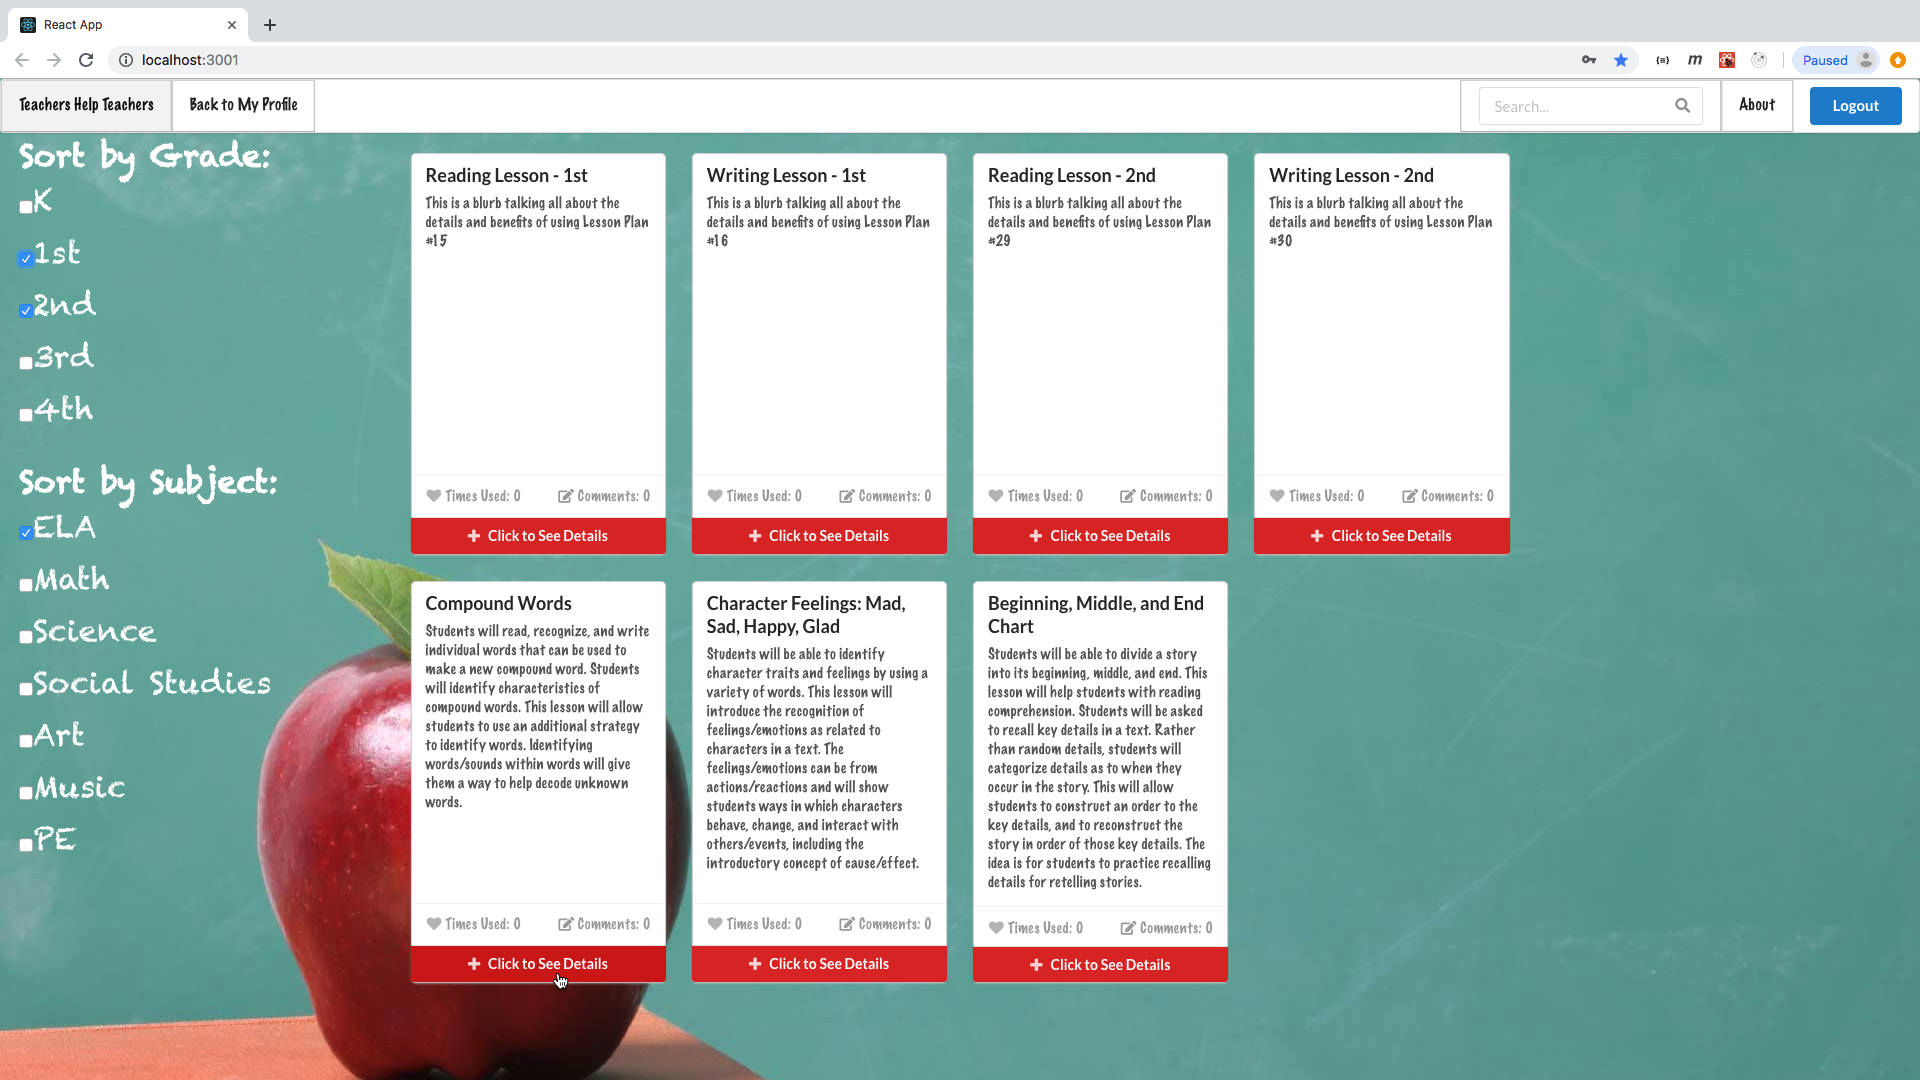 React App
localhost:3001
Paused
Teachers Help Teachers
Back to My Profile
Search...
About
Logout
Sort by Grade:
K
1st
2nd
3rd
4th
Sort by Subject:
ELA
Math
Science
Social Studies
Art
Music
PE
Reading Lesson - 1st
This is a blurb talking all about the
details and benefits of using Lesson Plan
#15
Times Used: 0
Comments: 0
Click to See Details
Writing Lesson - 1st
This is a blurb talking all about the
details and benefits of using Lesson Plan
#16
Times Used: 0
Comments: 0
Click to See Details
Reading Lesson - 2nd
This is a blurb talking all about the
details and benefits of using Lesson Plan
#29
Times Used: 0
Comments: 0
Click to See Details
Writing Lesson - 2nd
This is a blurb talking all about the
details and benefits of using Lesson Plan
#30
Times Used: 0
Comments: 0
Click to See Details
Compound Words
Students will read, recognize, and write
individual words that can be used to
make a new compound word. Students
will identify characteristics of
compound words. This lesson will allow
students to use an additional strategy
to identify words. Identifying
words/sounds within words will give
them a way to help decode unknown
words.
Times Used: 0
Comments: 0
Click to See Details
Character Feelings: Mad,
Sad, Happy, Glad
Students will be able to identify
character traits and feelings by using a
variety of words. This lesson will
introduce the recognition of
feelings/emotions as related to
characters in a text. The
feelings/emotions can be from
actions/reactions and will show
students ways in which characters
behave, change, and interact with
others/events, including the
introductory concept of cause/effect.
Times Used: 0
Comments: 0
Click to See Details
Beginning, Middle, and End
Chart
Students will be able to divide a story
into its beginning, middle, and end. This
lesson will help students with reading
comprehension. Students will be asked
to recall key details in a text. Rather
than random details, students will
categorize details as to when they
occur in the story. This will allow
students to construct an order to the
key details, and to reconstruct the
story in order of those key details. The
idea is for students to practice recalling
details for retelling stories.
Times Used: 0
Comments: 0
Click to See Details